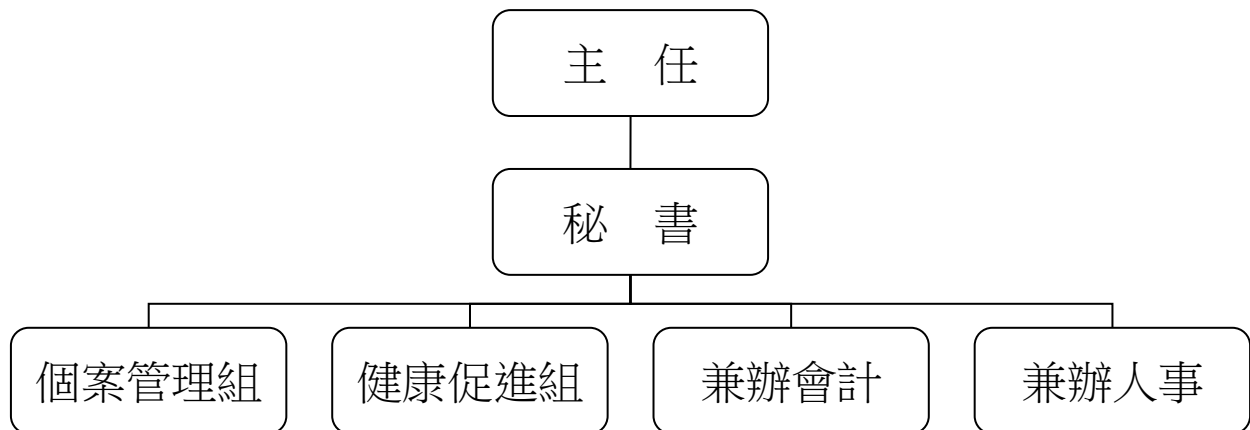 主　任
秘　書
個案管理組
健康促進組
兼辦會計
兼辦人事